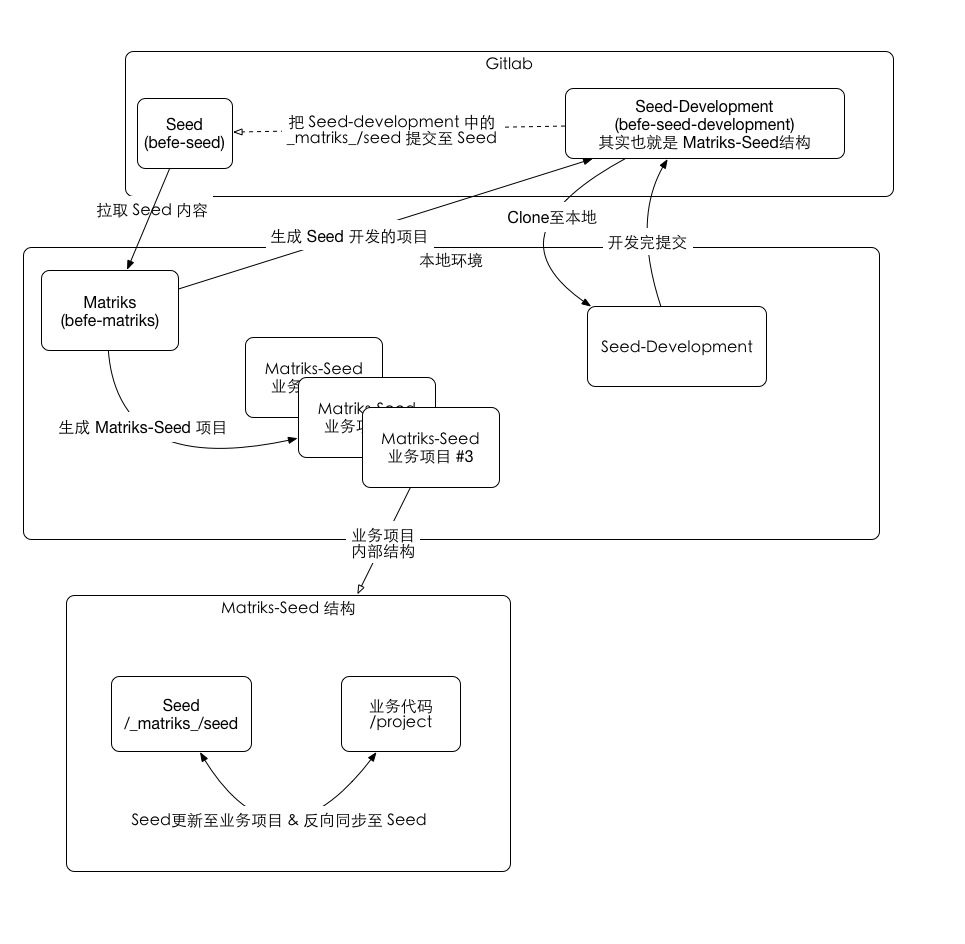 Gitlab
Seed
(befe-seed)
把 Seed-development 中的
_matriks_/seed 提交至 Seed
Seed-Development
(befe-seed-development)
其实也就是 Matriks-Seed结构
拉取 Seed 内容
生成 Seed 开发的项目
Clone至本地
开发完提交
本地环境
Matriks
(befe-matriks)
Seed-Development
Matriks-Seed
业务
Matriks-Seed
业务项
Matriks-Seed
业务项目 #3
生成 Matriks-Seed 项目
业务项目
内部结构
Matriks-Seed 结构
Seed
/_matriks_/seed
业务代码
/project
Seed更新至业务项目 & 反向同步至 Seed